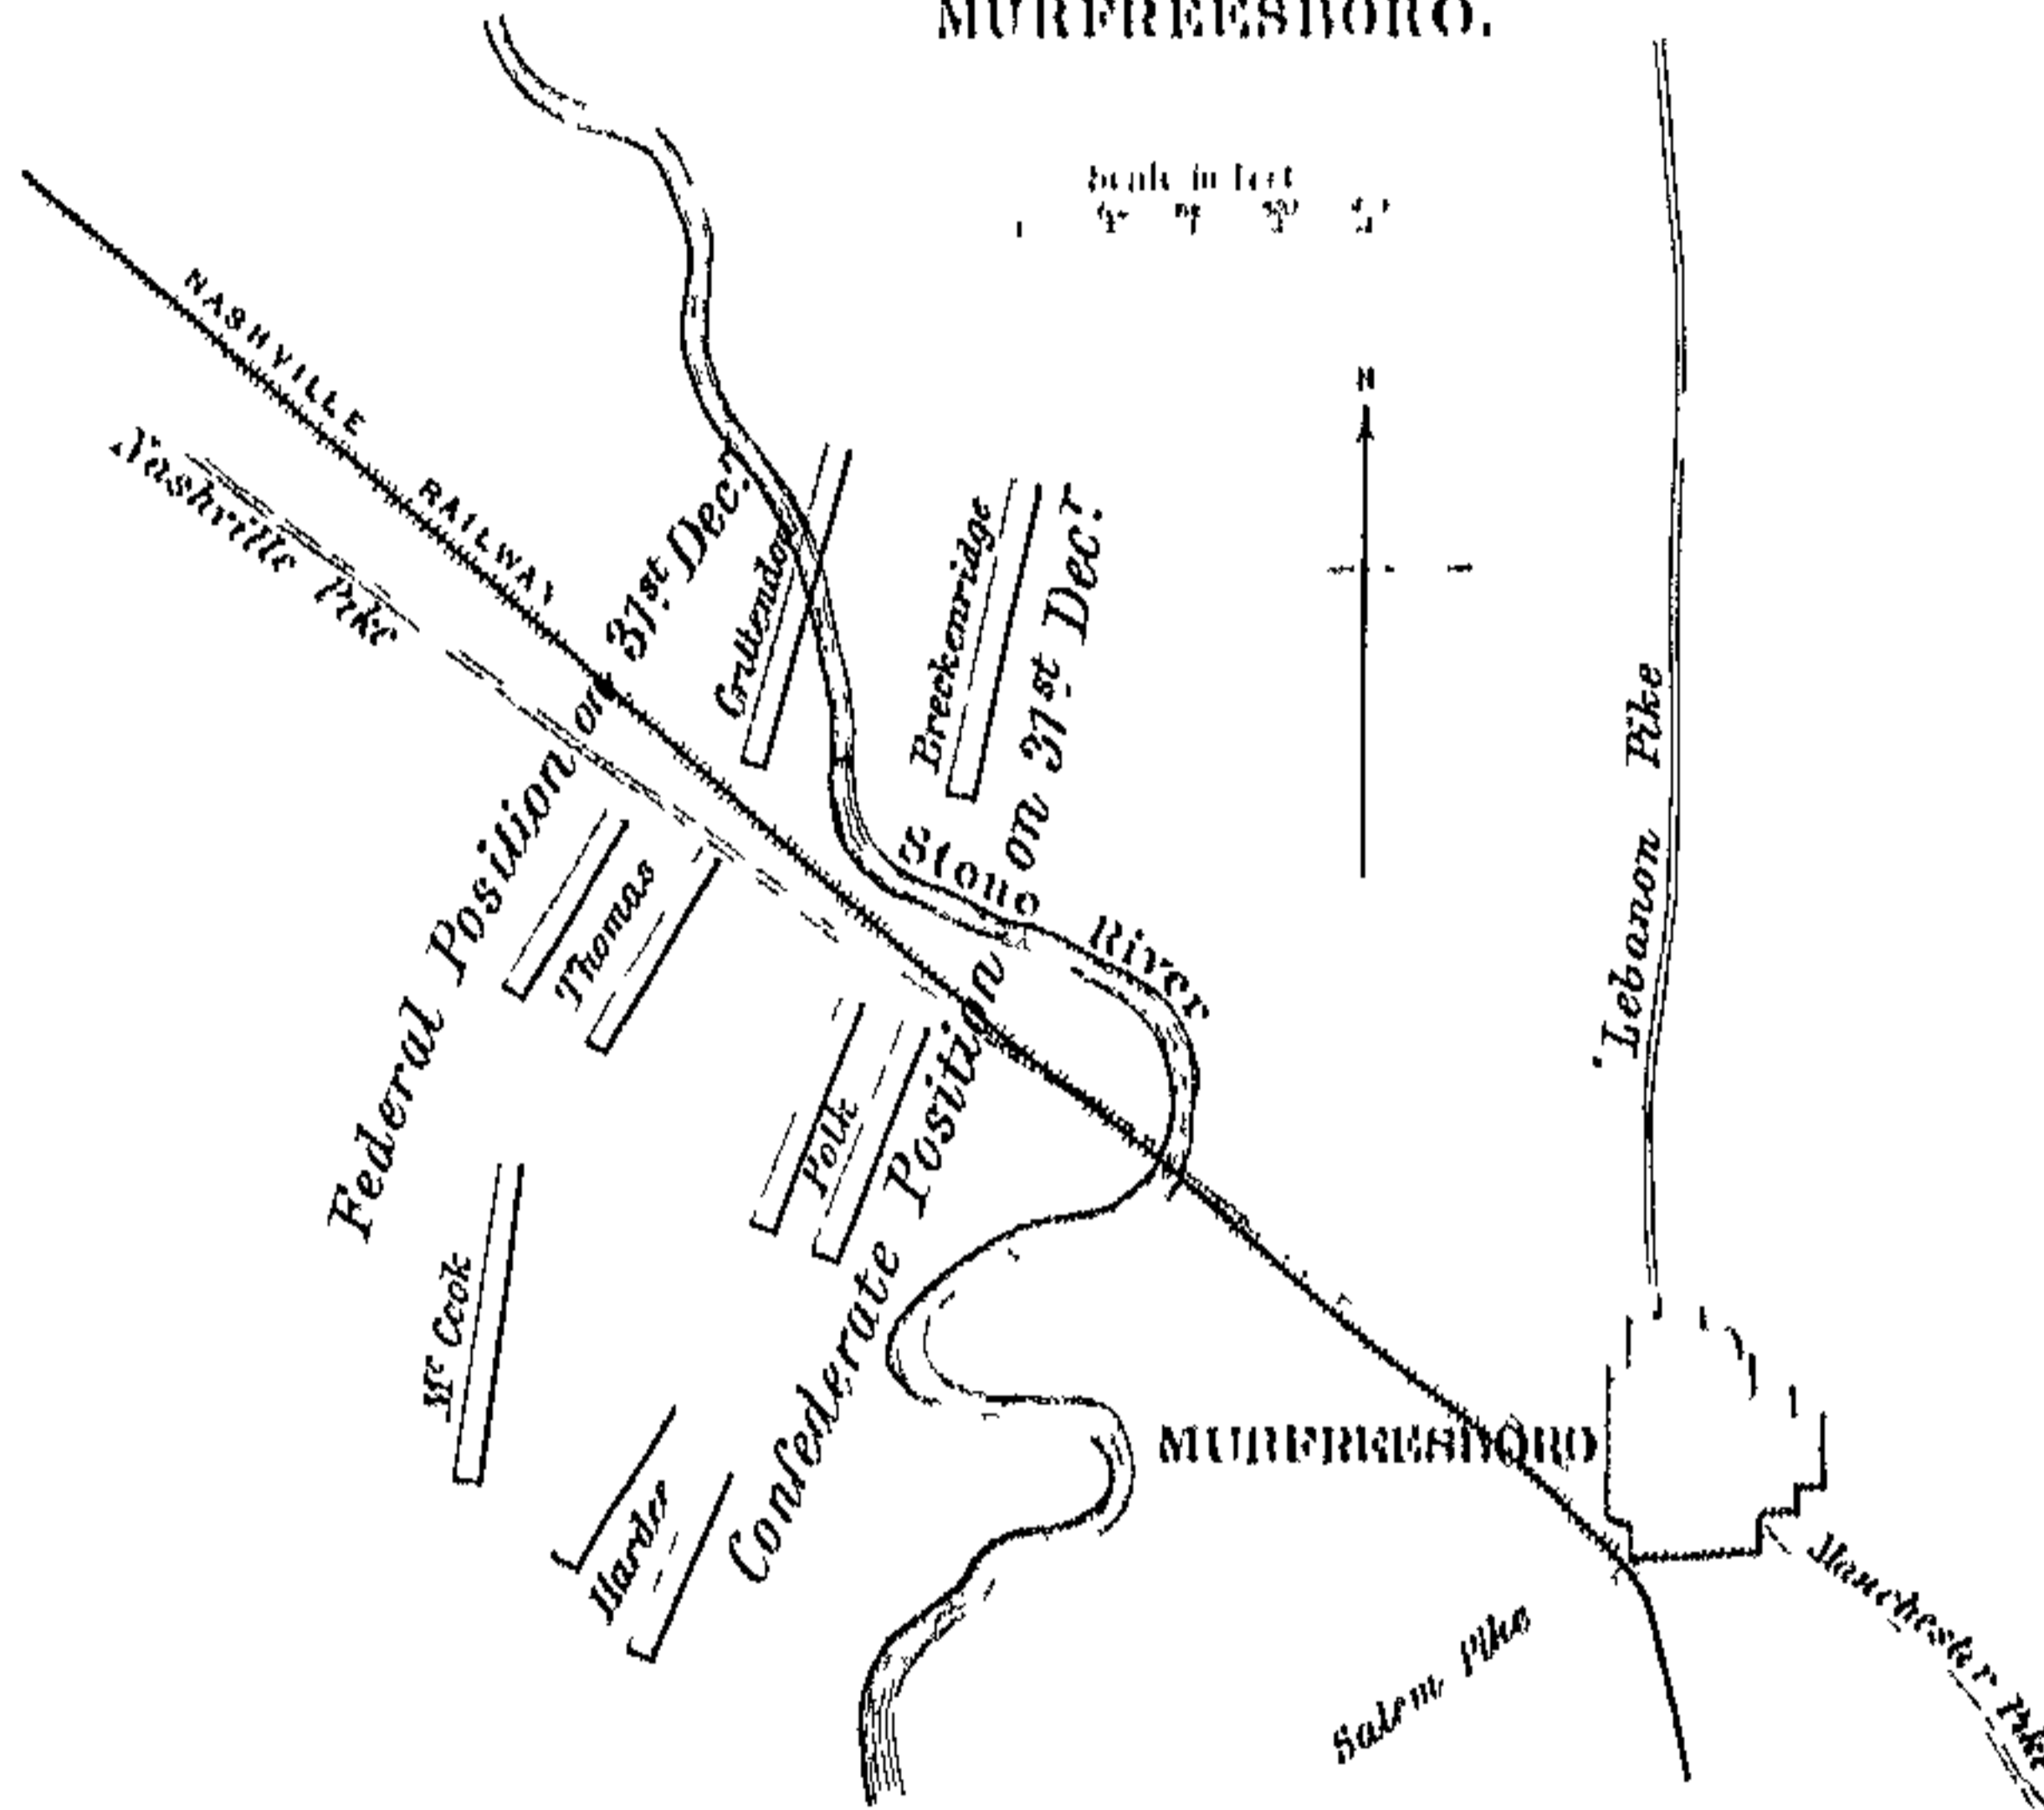 MURFREESBORO.
Scale in feet
N
NASHVILLE RAILWAY
Nashville Pike
Federal Position on 31st Decr
Crittenden
Breckenridge
Confederate Position on 31st Decr
Stone River
Thomas
Polk
McCook
Hardee
Lebanon Pike
MURFREESBORO
Manchester Pike
Salem Pike